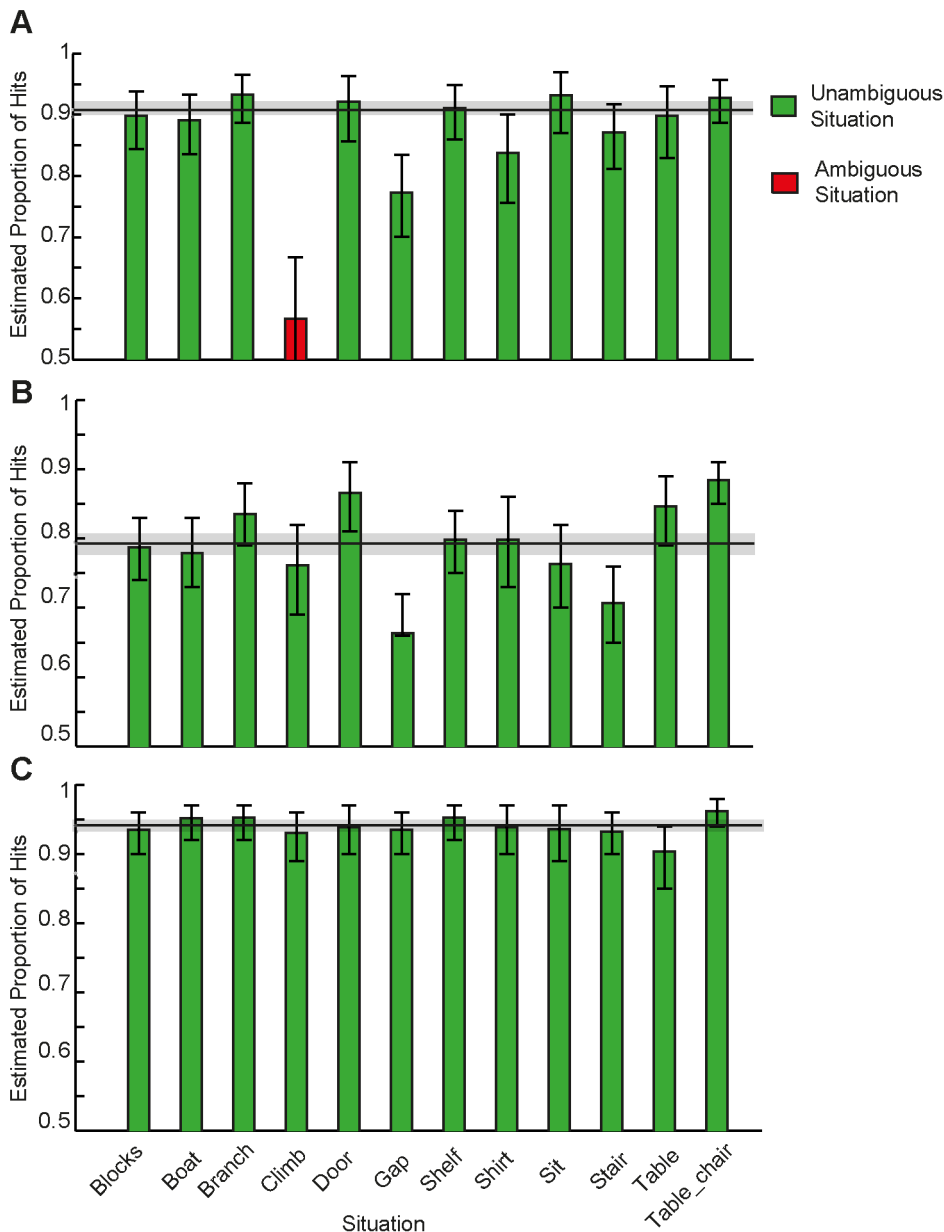 A
Estimated Proportion of Hits
1
0.9
0.8
0.7
0.6
0.5
Unambiguous
Situation
Ambiguous
Situation
B
Estimated Proportion of Hits
1
0.9
0.8
0.7
0.6
0.5
C
Estimated Proportion of Hits
1
0.9
0.8
0.7
0.6
0.5
Blocks
Boat
Branch
Climb
Door
Gap
Shelf
Shirt
Sit
Stair
Table
Table_chair
Situation